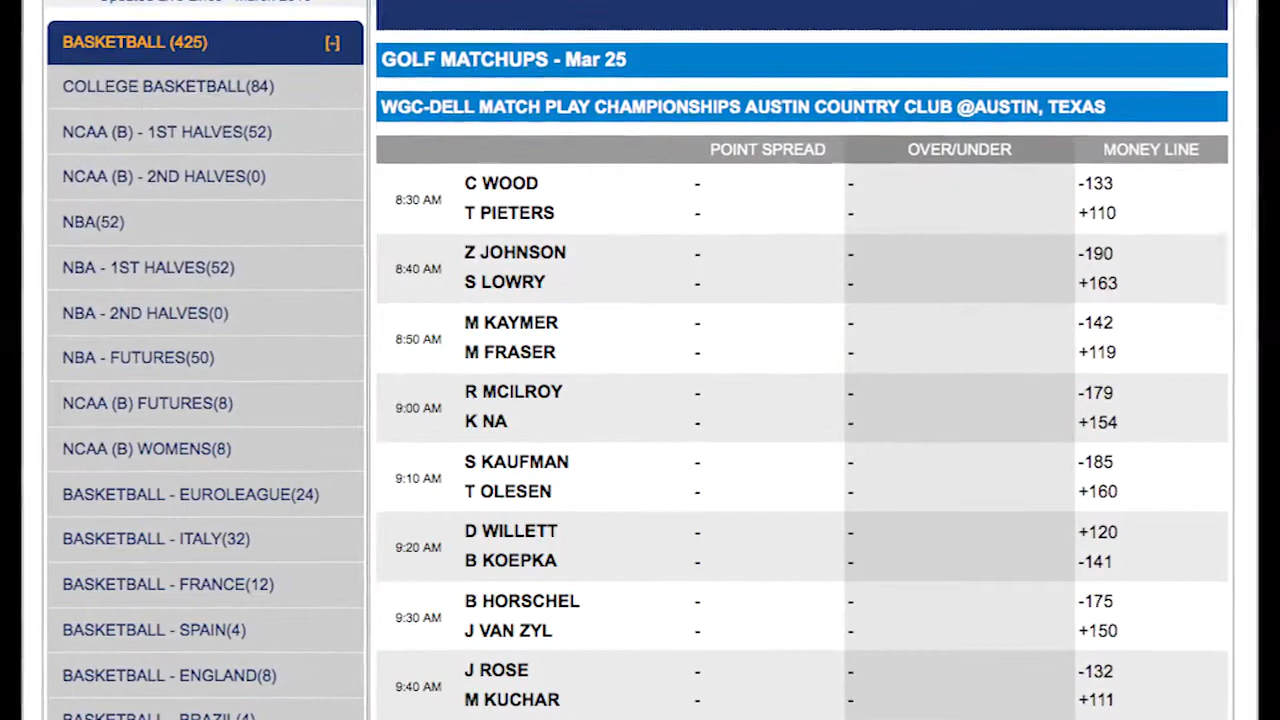 BASKETBALL (425) [-]
COLLEGE BASKETBALL(84)
NCAA (B) - 1ST HALVES(52)
NCAA (B) - 2ND HALVES(0)
NBA(52)
NBA - 1ST HALVES(52)
NBA - 2ND HALVES(0)
NBA - FUTURES(50)
NCAA (B) FUTURES(8)
NCAA (B) WOMENS(8)
BASKETBALL - EUROLEAGUE(24)
BASKETBALL - ITALY(32)
BASKETBALL - FRANCE(12)
BASKETBALL - SPAIN(4)
BASKETBALL - ENGLAND(8)
BASKETBALL - BRAZIL(4)
GOLF MATCHUPS - Mar 25
WGC-DELL MATCH PLAY CHAMPIONSHIPS AUSTIN COUNTRY CLUB @AUSTIN, TEXAS
POINT SPREAD OVER/UNDER MONEY LINE
8:30 AM
C WOOD - - -133
T PIETERS - - +110
8:40 AM
Z JOHNSON - - -190
S LOWRY - - +163
8:50 AM
M KAYMER - - -142
M FRASER - - +119
9:00 AM
R MCILROY - - -179
K NA - - +154
9:10 AM
S KAUFMAN - - -185
T OLESEN - - +160
9:20 AM
D WILLETT - - +120
B KOEPKA - - -141
9:30 AM
B HORSCHEL - - -175
J VAN ZYL - - +150
9:40 AM
J ROSE - - -132
M KUCHAR - - +111